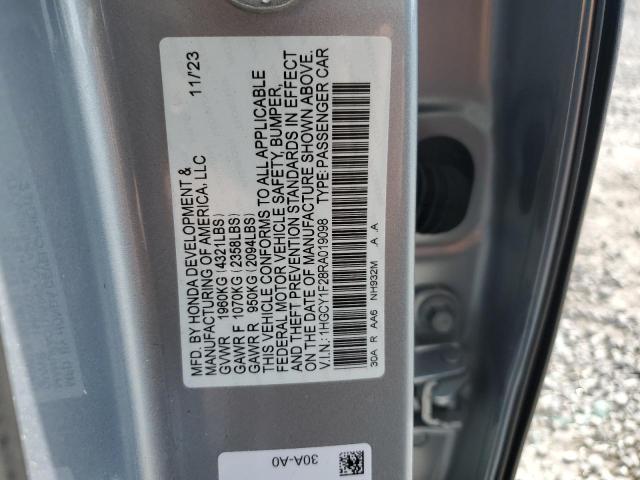 MFD. BY HONDA DEVELOPMENT & 11/23
MANUFACTURING OF AMERICA, LLC
GVWR 1960KG (4321LBS)
GAWR F 1070KG (2358LBS)
GAWR R 950KG (2094LBS)
THIS VEHICLE CONFORMS TO ALL APPLICABLE
FEDERAL MOTOR VEHICLE SAFETY, BUMPER,
AND THEFT PREVENTION STANDARDS IN EFFECT
ON THE DATE OF MANUFACTURE SHOWN ABOVE.
V.I.N.: 1HGCY1F28RA019098 TYPE: PASSENGER CAR
30A R AA6 NH932M .A .A
30A-A0